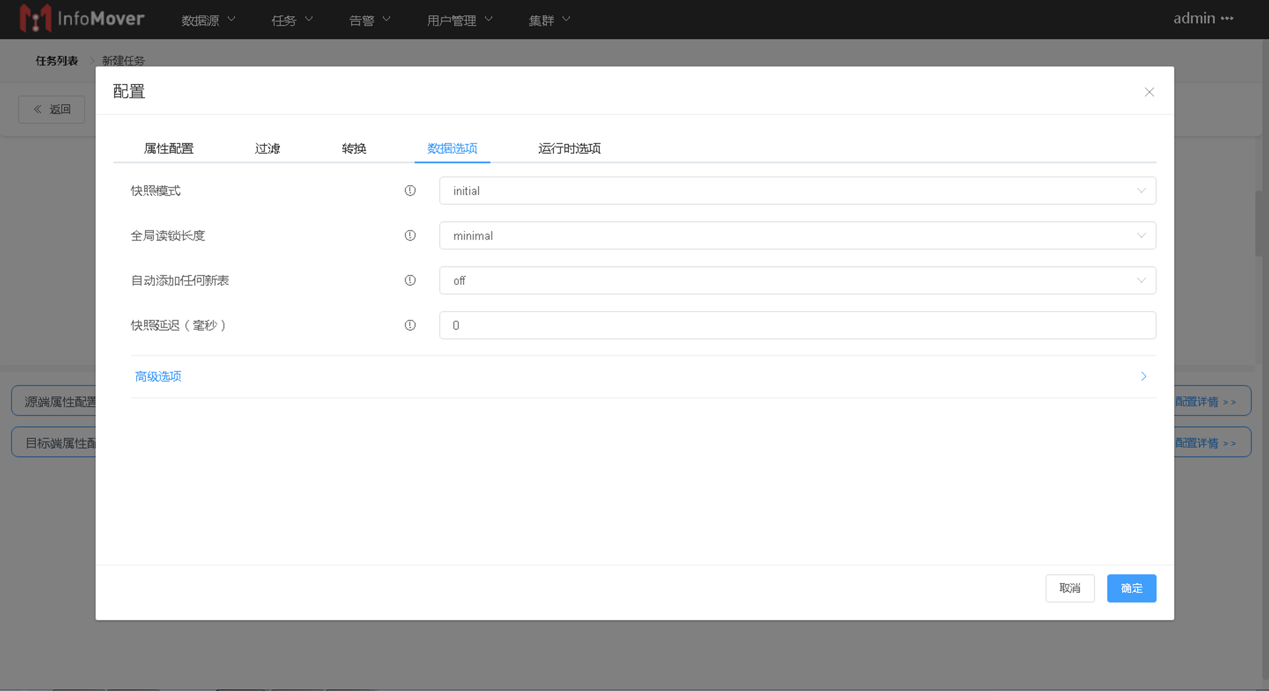 InfoMover 数据源 任务 告警 用户管理 集群 admin ···
任务列表 新建任务
配置
« 返回
属性配置 过滤 转换 数据选项 运行时选项
快照模式 initial
全局读锁长度 minimal
自动添加任何新表 off
快照延迟（毫秒） 0
高级选项
源端属性配置 配置详情 >>
目标端属性配 配置详情 >>
取消 确定